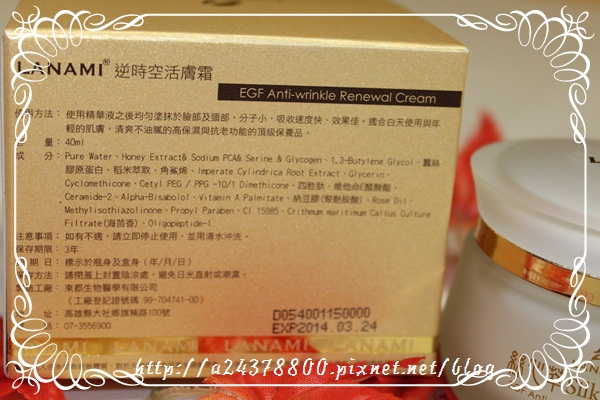 LANAMI® 逆時空活膚霜
EGF Anti-wrinkle Renewal Cream
使用方法： 使用精華液之後均勻塗抹於臉部及頸部，分子小、吸收速度快、效果佳。適合白天使用與年
輕的肌膚，清爽不油膩的高保濕與抗老功能的頂級保養品。
量： 40ml
成 分： Pure Water、Honey Extract& Sodium PCA& Serine & Glycogen、1,3-Butylene Glycol、蠶絲
膠原蛋白、稻米萃取、角鯊烯、Imperate Cylindrica Root Extract、Glycerin、
Cyclomethicone、Cetyl PEG / PPG -10/1 Dimethicone、四胜肽、維他命E醋酸酯、
Ceramide-2、Alpha-Bisabolol、Vitamin A Palmitate、納豆膠(聚麩胺酸)、Rose Oil、
Methylisothiazolinone、Propyl Paraben、CI 15985、Crithmum maritimum Callus Culture
Filtrate(海茴香)、Oligopeptide-1
注意事項： 如有不適，請立即停止使用，並用清水沖洗。
保存期限： 3年
期 日 期： 標示於瓶身及盒身（年/月/日）
存方法： 請閉蓋上封置陰涼處、避免日光直射或潮濕。
造工廠： 東郡生物醫學有限公司
（工廠登記證號碼 99-704741-00）
址： 高雄縣大社鄉旗楠路100號
話： 07-3556900
D054001150000
EXP2014.03.24
LANAMI LANAMI LANAMI
http://a24378800.pixnet.net/blog